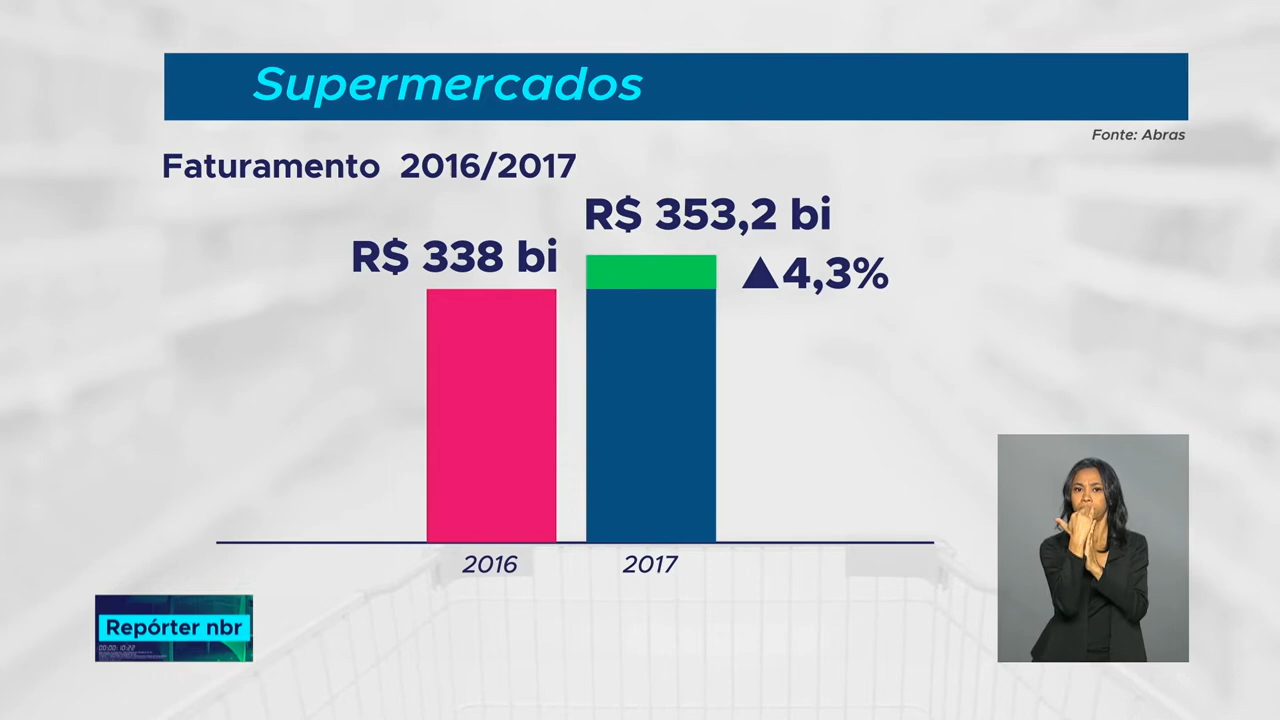 Supermercados
Fonte: Abras
Faturamento 2016/2017
R$ 353,2 bi
R$ 338 bi
▲4,3%
2016
2017
Repórter nbr